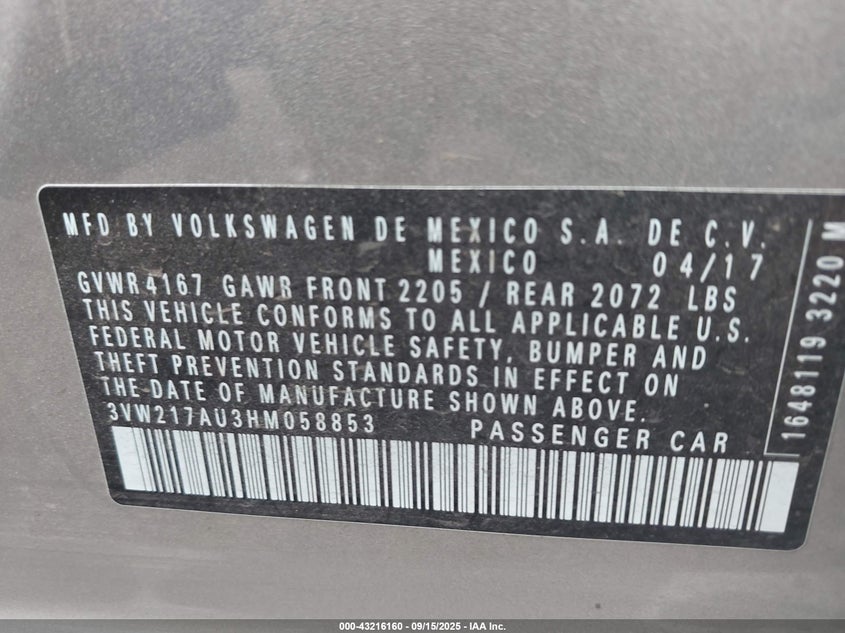 MFD BY VOLKSWAGEN DE MEXICO S.A. DE C.V.
MEXICO 04/17
GVWR4167 GAWR FRONT 2205 / REAR 2072 LBS
THIS VEHICLE CONFORMS TO ALL APPLICABLE U.S.
FEDERAL MOTOR VEHICLE SAFETY, BUMPER AND
THEFT PREVENTION STANDARDS IN EFFECT ON
THE DATE OF MANUFACTURE SHOWN ABOVE.
3VW217AU3HM058853 PASSENGER CAR
1648119 3220 M
000-43216160 - 09/15/2025 - IAA Inc.